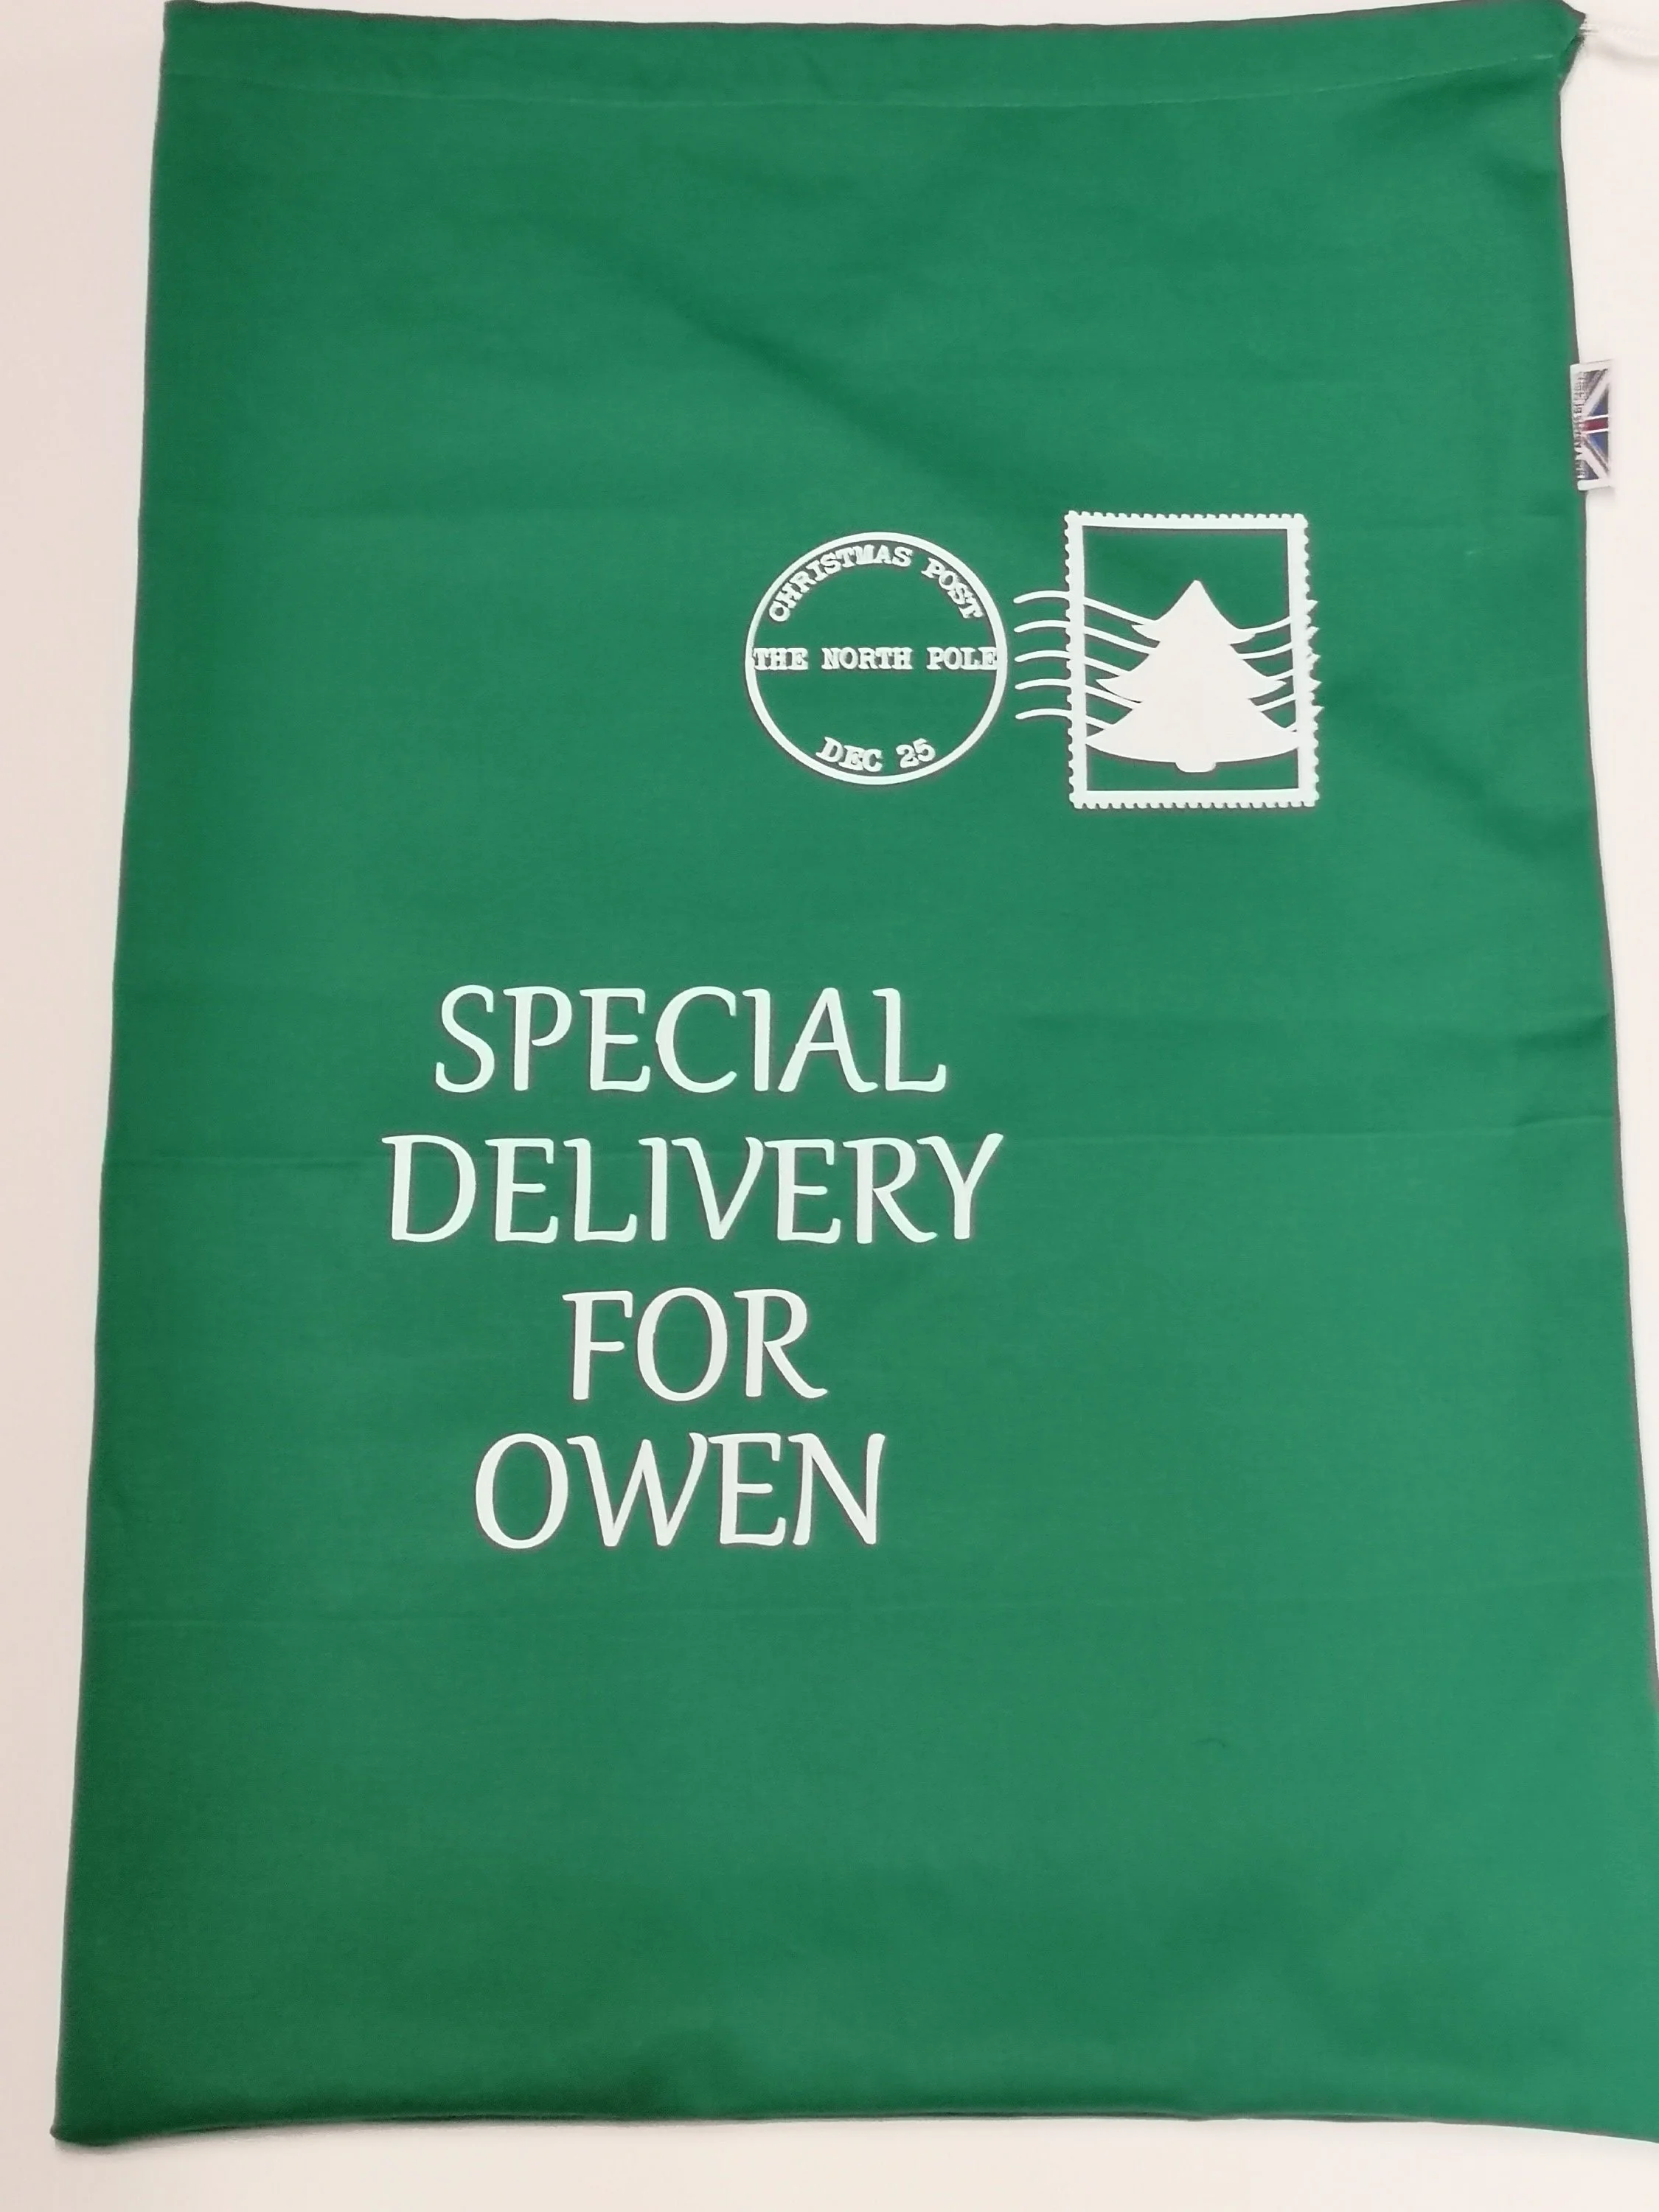 CHRISTMAS POST
THE NORTH POLE
DEC 25
SPECIAL
DELIVERY
FOR
OWEN